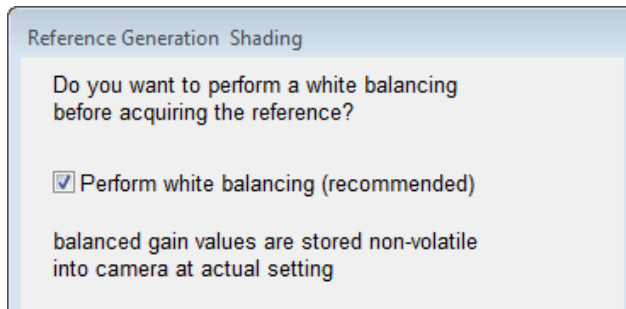 Reference Generation Shading
Do you want to perform a white balancing
before acquiring the reference?
Perform white balancing (recommended)
balanced gain values are stored non-volatile
into camera at actual setting